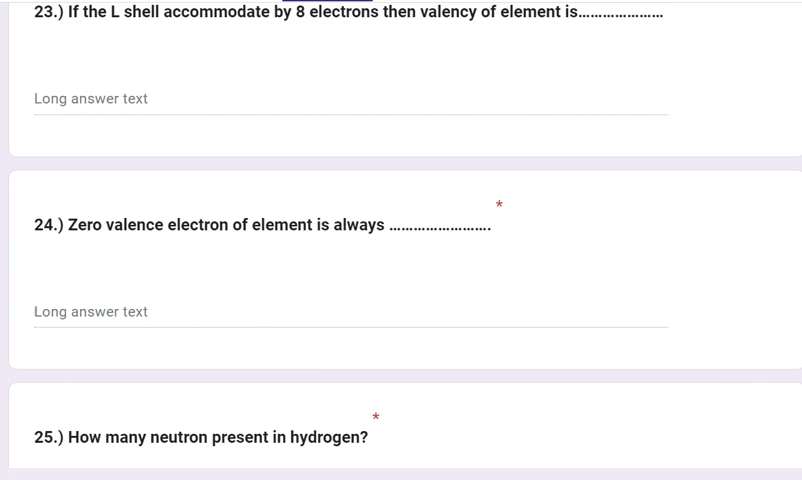 23.) If the L shell accommodate by 8 electrons then valency of element is.....................
Long answer text
*
24.) Zero valence electron of element is always .........................
Long answer text
*
25.) How many neutron present in hydrogen?